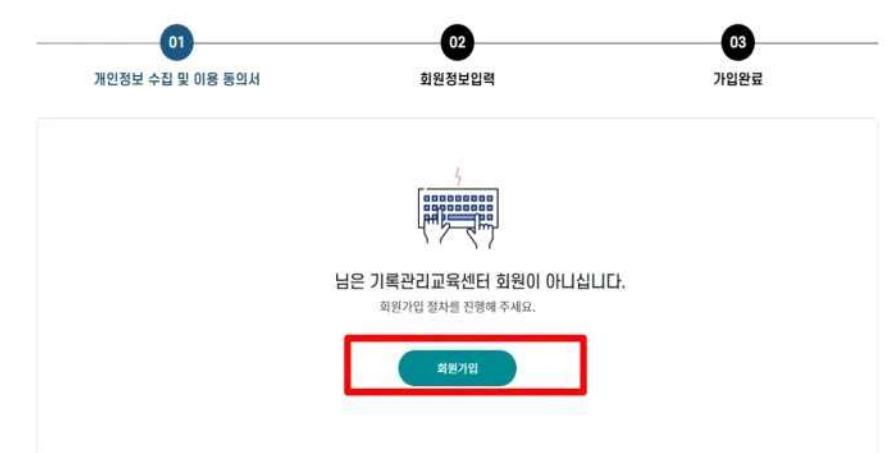 01
02
03
개인정보 수집 및 이용 동의서
회원정보입력
가입완료
님은 기록관리교육센터 회원이 아니십니다.
회원가입 절차를 진행해 주세요.
회원가입